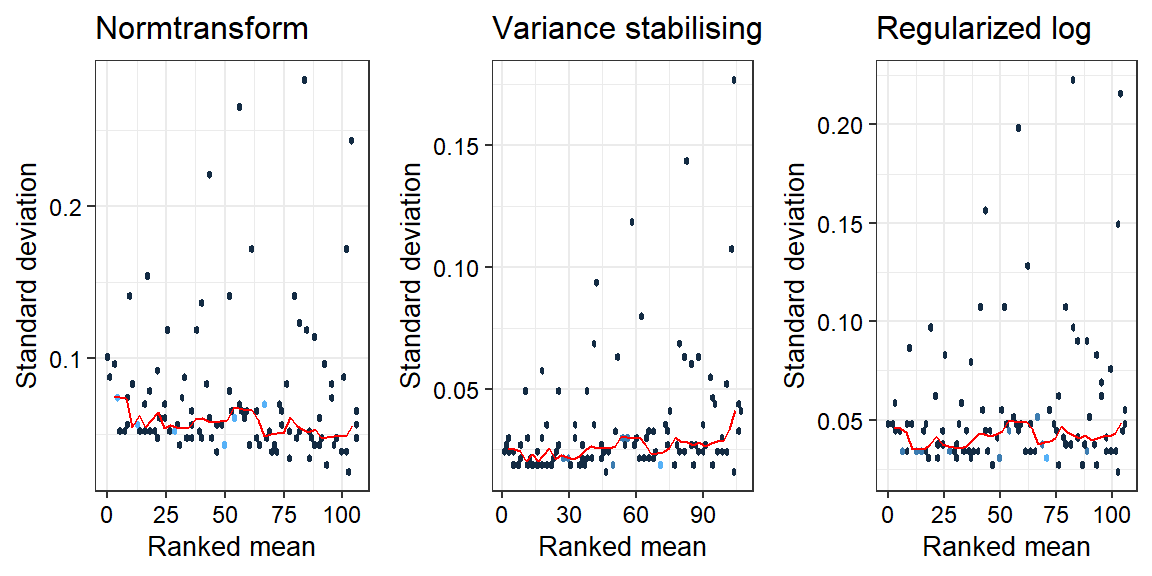 Normtransform
Standard deviation
0.2
0.1
0 25 50 75 100
Ranked mean
Variance stabilising
Standard deviation
0.15
0.10
0.05
0 30 60 90
Ranked mean
Regularized log
Standard deviation
0.20
0.15
0.10
0.05
0 25 50 75 100
Ranked mean